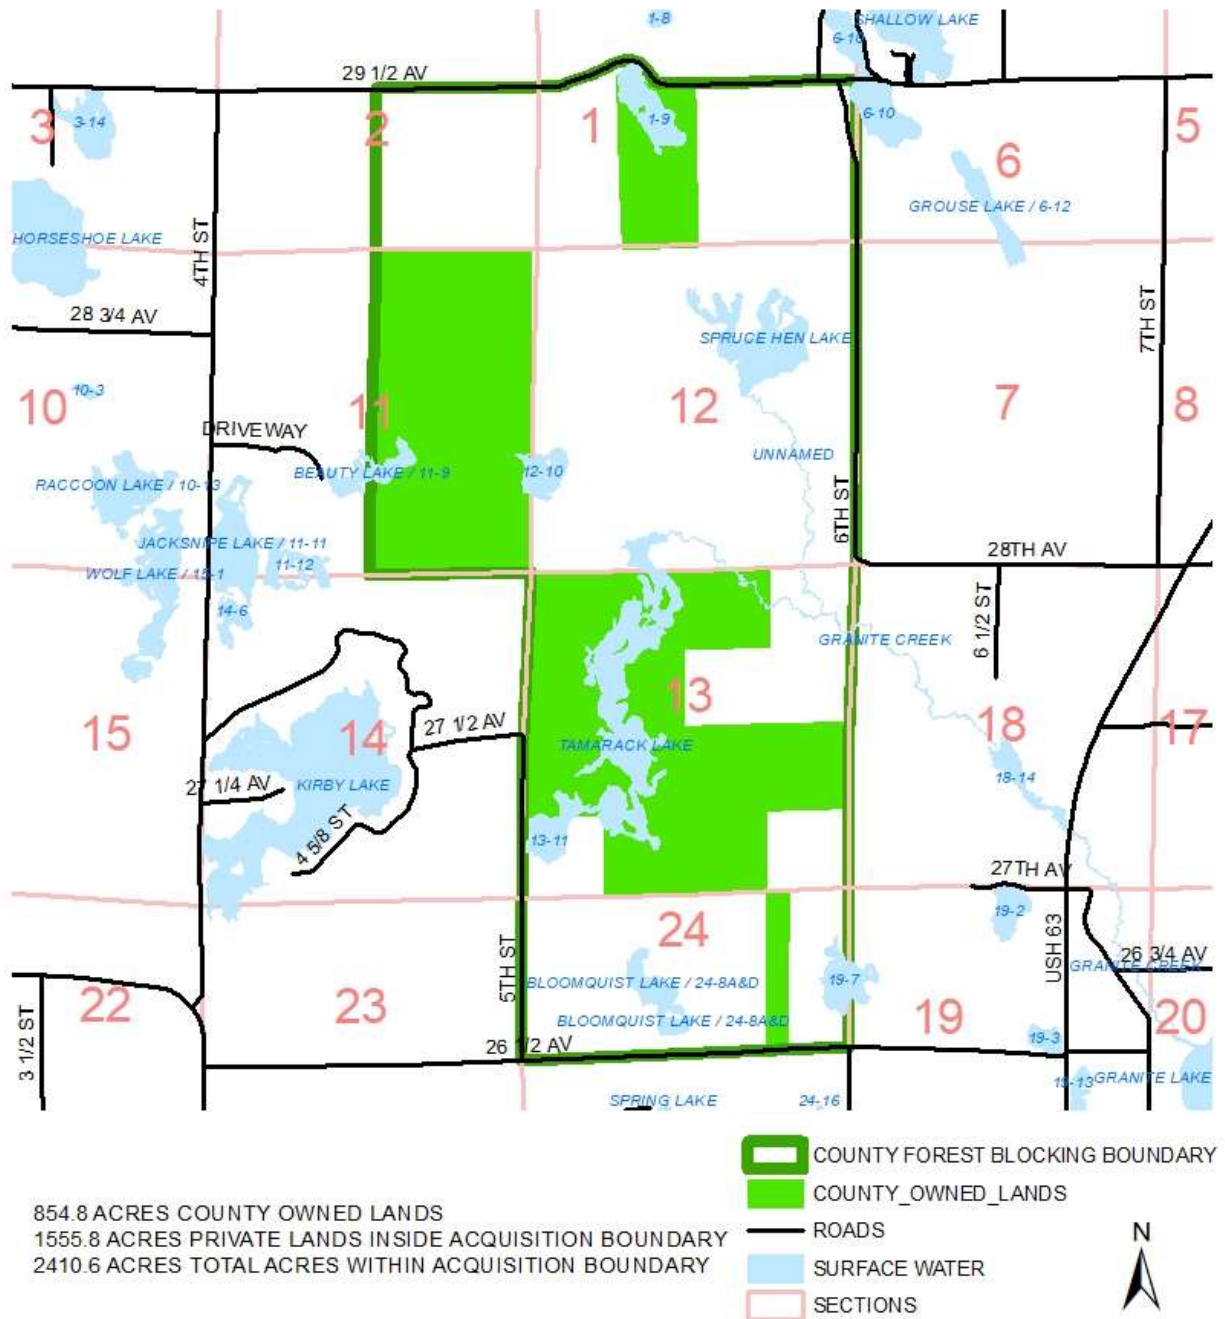 1-8
SHALLOW LAKE
6-10
29 1/2 AV
3
3-14
2
1
1-9
6-10
6
5
HORSESHOE LAKE
4TH ST
GROUSE LAKE / 6-12
28 3/4 AV
SPRUCE HEN LAKE
7TH ST
10-3
10
11
12
7
8
DRIVEWAY
UNNAMED
RACCOON LAKE / 10-13
BEAUTY LAKE / 11-9
12-10
6TH ST
JACKSNIPE LAKE / 11-11
28TH AV
WOLF LAKE / 15-1
11-12
14-6
6 1/2 ST
GRANITE CREEK
13
15
14
27 1/2 AV
18
17
TAMARACK LAKE
27 1/4 AV
KIRBY LAKE
18-14
4 5/8 ST
13-11
27TH AV
24
19-2
USH 63
26 3/4 AV
GRANITE CREEK
5TH ST
BLOOMQUIST LAKE / 24-8A&D
19-7
3 1/2 ST
22
23
BLOOMQUIST LAKE / 24-8A&D
19
20
26 1/2 AV
19-3
SPRING LAKE
24-16
19-13
GRANITE LAKE
COUNTY FOREST BLOCKING BOUNDARY
COUNTY_OWNED_LANDS
ROADS
SURFACE WATER
SECTIONS
N
854.8 ACRES COUNTY OWNED LANDS
1555.8 ACRES PRIVATE LANDS INSIDE ACQUISITION BOUNDARY
2410.6 ACRES TOTAL ACRES WITHIN ACQUISITION BOUNDARY